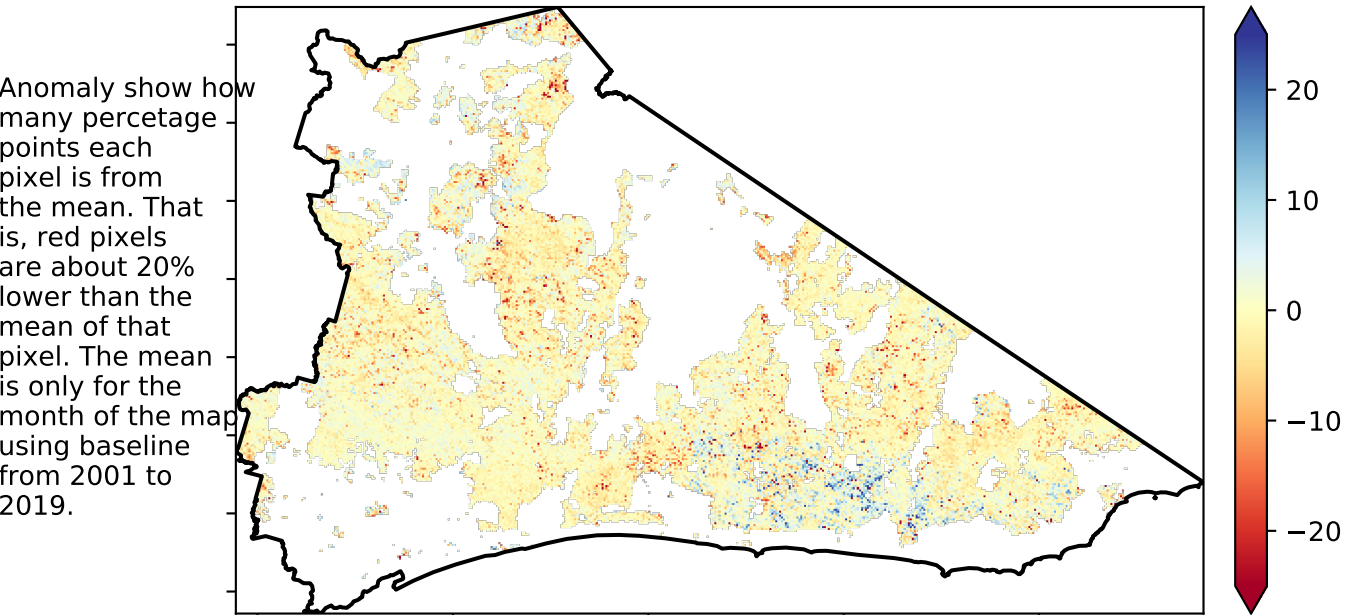 Anomaly show how
many percetage
points each
pixel is from
the mean. That
is, red pixels
are about 20%
lower than the
mean of that
pixel. The mean
is only for the
month of the map
using baseline
from 2001 to
2019.
20
10
0
−10
−20